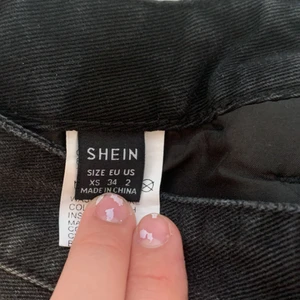 SHEIN
SIZE EU US
XS 34 2
MADE IN CHINA